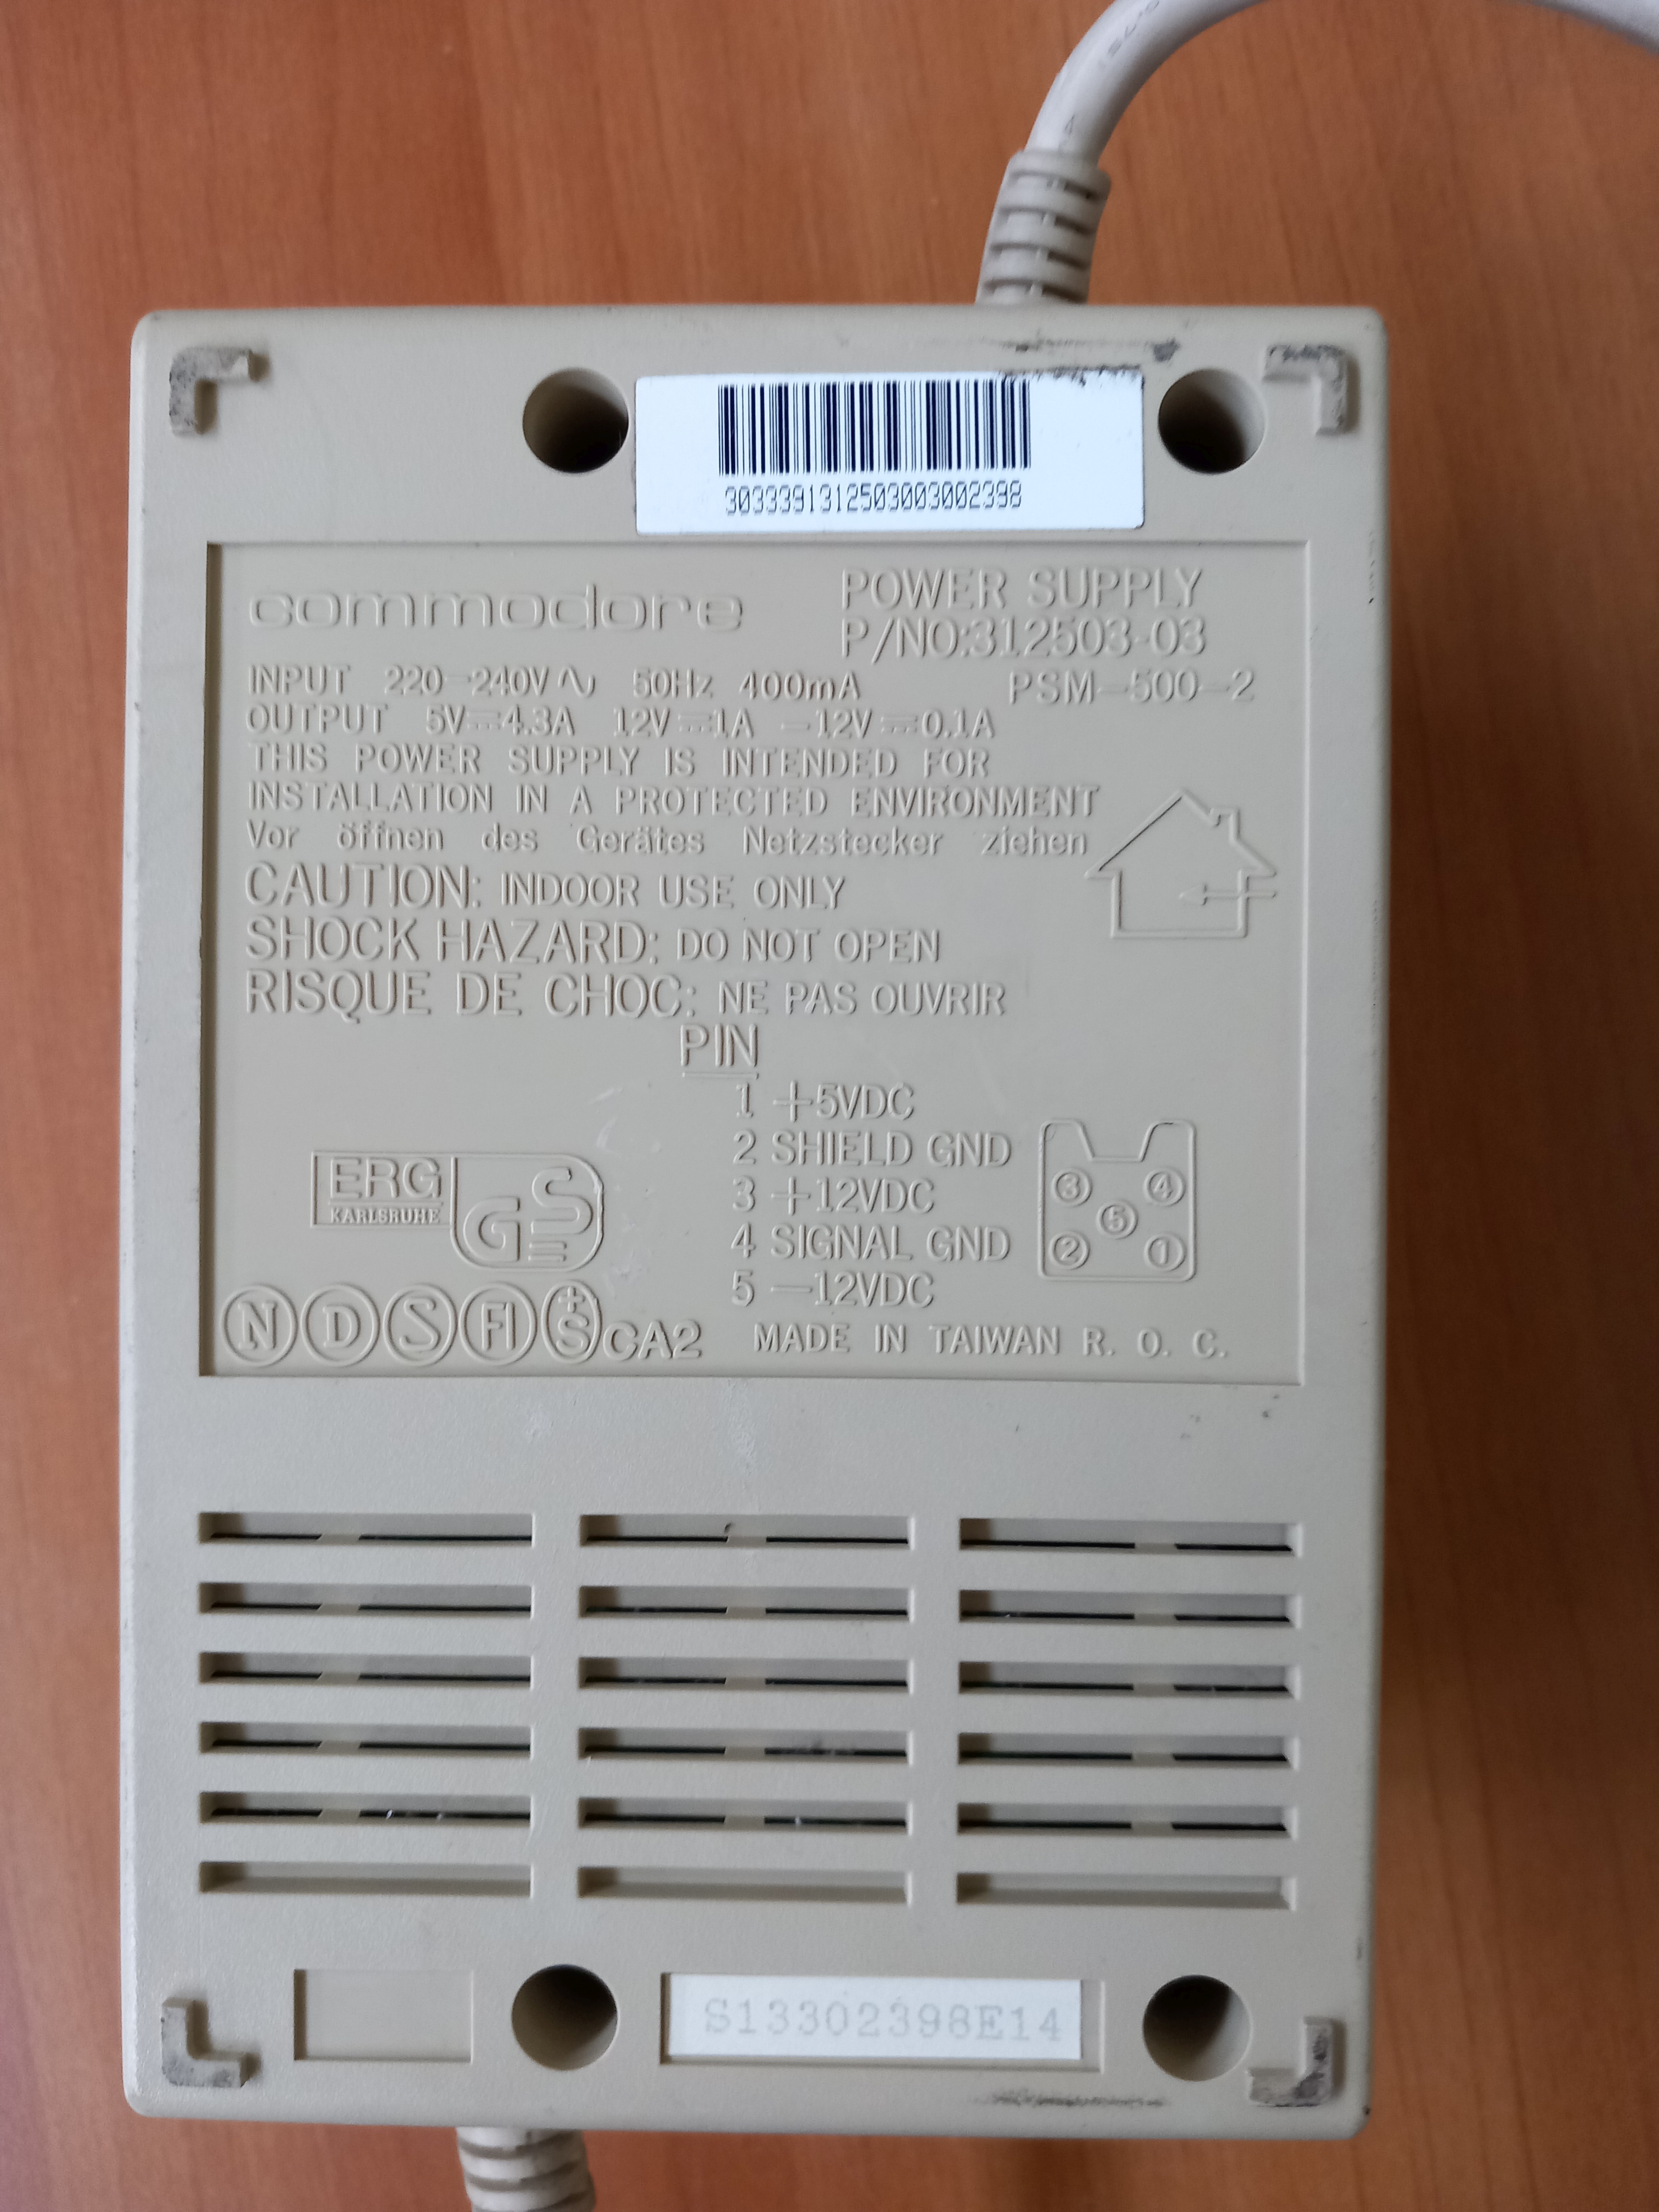 3033391312503003002398
commodore
POWER SUPPLY
P/NO:312503-03
INPUT 220-240V∿ 50Hz 400mA PSM-500-2
OUTPUT 5V⎓4.3A 12V⎓1A -12V⎓0.1A
THIS POWER SUPPLY IS INTENDED FOR
INSTALLATION IN A PROTECTED ENVIRONMENT
Vor öffnen des Gerätes Netzstecker ziehen
CAUTION: INDOOR USE ONLY
SHOCK HAZARD: DO NOT OPEN
RISQUE DE CHOC: NE PAS OUVRIR
PIN
1 +5VDC
2 SHIELD GND
3 +12VDC
4 SIGNAL GND
5 -12VDC
3 4
5
2 1
ERG
KARLSRUHE
GS
N D S FI +S CA2
MADE IN TAIWAN R. O. C.
S13302398E14